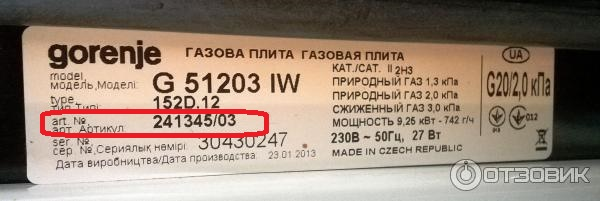 gorenje
ГАЗОВА ПЛИТА ГАЗОВАЯ ПЛИТА
model
МОДЕЛЬ, Моделі: G 51203 IW
type
Тип Типі: 152D.12
art. №
арт. Артикул: 241345/03
ser. №
сер. №, Сериялық нөмірі: 30430247
Дата виробництва/Дата производства: 23.01.2013
КАТ./CAT. II 2H3
ПРИРОДНЫЙ ГАЗ 1,3 кПа
ПРИРОДНЫЙ ГАЗ 2,0 кПа
СЖИЖЕННЫЙ ГАЗ 3,0 кПа
МОЩНОСТЬ 9,25 кВт - 742 г/ч
230В ~ 50Гц, 27 Вт
MADE IN CZECH REPUBLIC
UA
G20/2,0 кПа
012
ОТЗОВИК